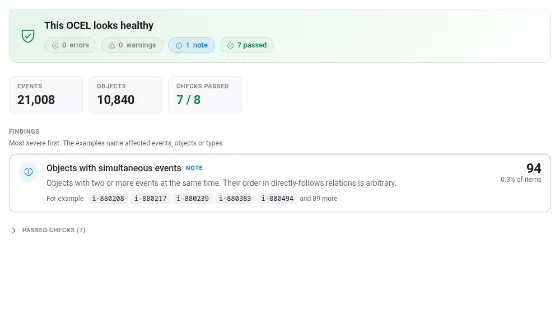 This OCEL looks healthy
0 errors
0 warnings
1 note
7 passed
EVENTS
21,008
OBJECTS
10,840
CHECKS PASSED
7 / 8
FINDINGS
Most severe first. The examples name affected events, objects or types.
Objects with simultaneous events NOTE
94
Objects with two or more events at the same time. Their order in directly-follows relations is arbitrary.
0.3% of items
For example i-880208 i-880217 i-880239 i-880383 i-880494 and 89 more
PASSED CHECKS (7)